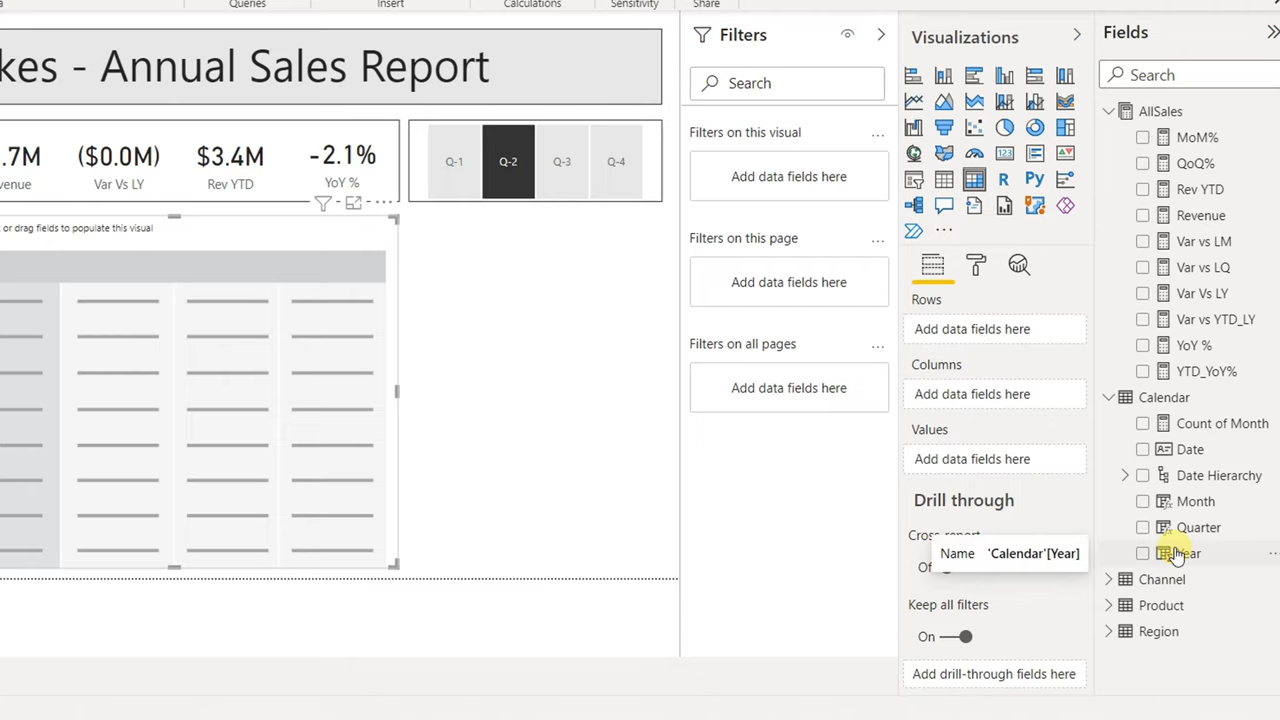 Queries
Insert
Calculations
Sensitivity
Share
kes - Annual Sales Report
.7M
($0.0M)
$3.4M
-2.1%
venue
Var Vs LY
Rev YTD
YoY %
Q-1
Q-2
Q-3
Q-4
t or drag fields to populate this visual
Filters
Search
Filters on this visual
...
Add data fields here
Filters on this page
...
Add data fields here
Filters on all pages
...
Add data fields here
Visualizations
123
R
Py
...
Rows
Add data fields here
Columns
Add data fields here
Values
Add data fields here
Drill through
Cross-report
Name 'Calendar'[Year]
Of
Keep all filters
On
Add drill-through fields here
Fields
Search
AllSales
MoM%
QoQ%
Rev YTD
Revenue
Var vs LM
Var vs LQ
Var Vs LY
Var vs YTD_LY
YoY %
YTD_YoY%
Calendar
Count of Month
Date
Date Hierarchy
Month
Quarter
Year
Channel
Product
Region